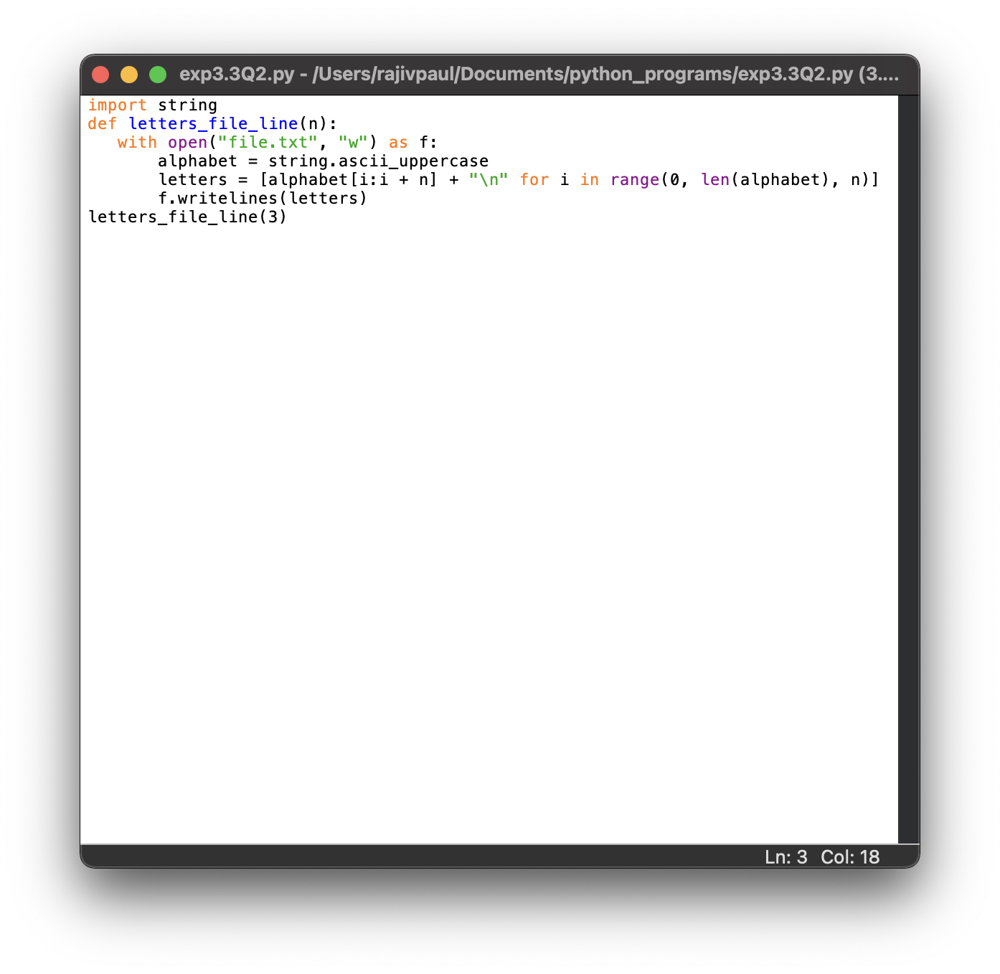 exp3.3Q2.py - /Users/rajivpaul/Documents/python_programs/exp3.3Q2.py (3....
import string
def letters_file_line(n):
   with open("file.txt", "w") as f:
       alphabet = string.ascii_uppercase
       letters = [alphabet[i:i + n] + "\n" for i in range(0, len(alphabet), n)]
       f.writelines(letters)
letters_file_line(3)
Ln: 3 Col: 18